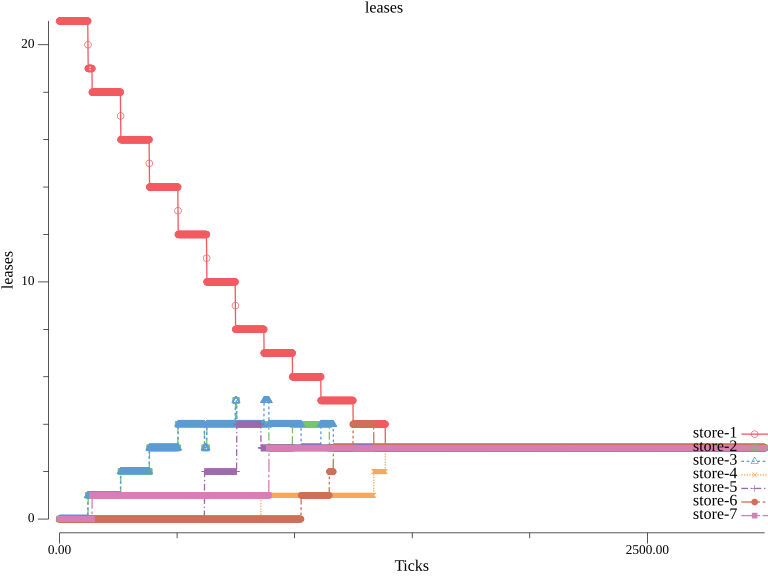 leases
20
leases
10
store-1
store-2
store-3
store-4
store-5
store-6
store-7
0
0.00
2500.00
Ticks